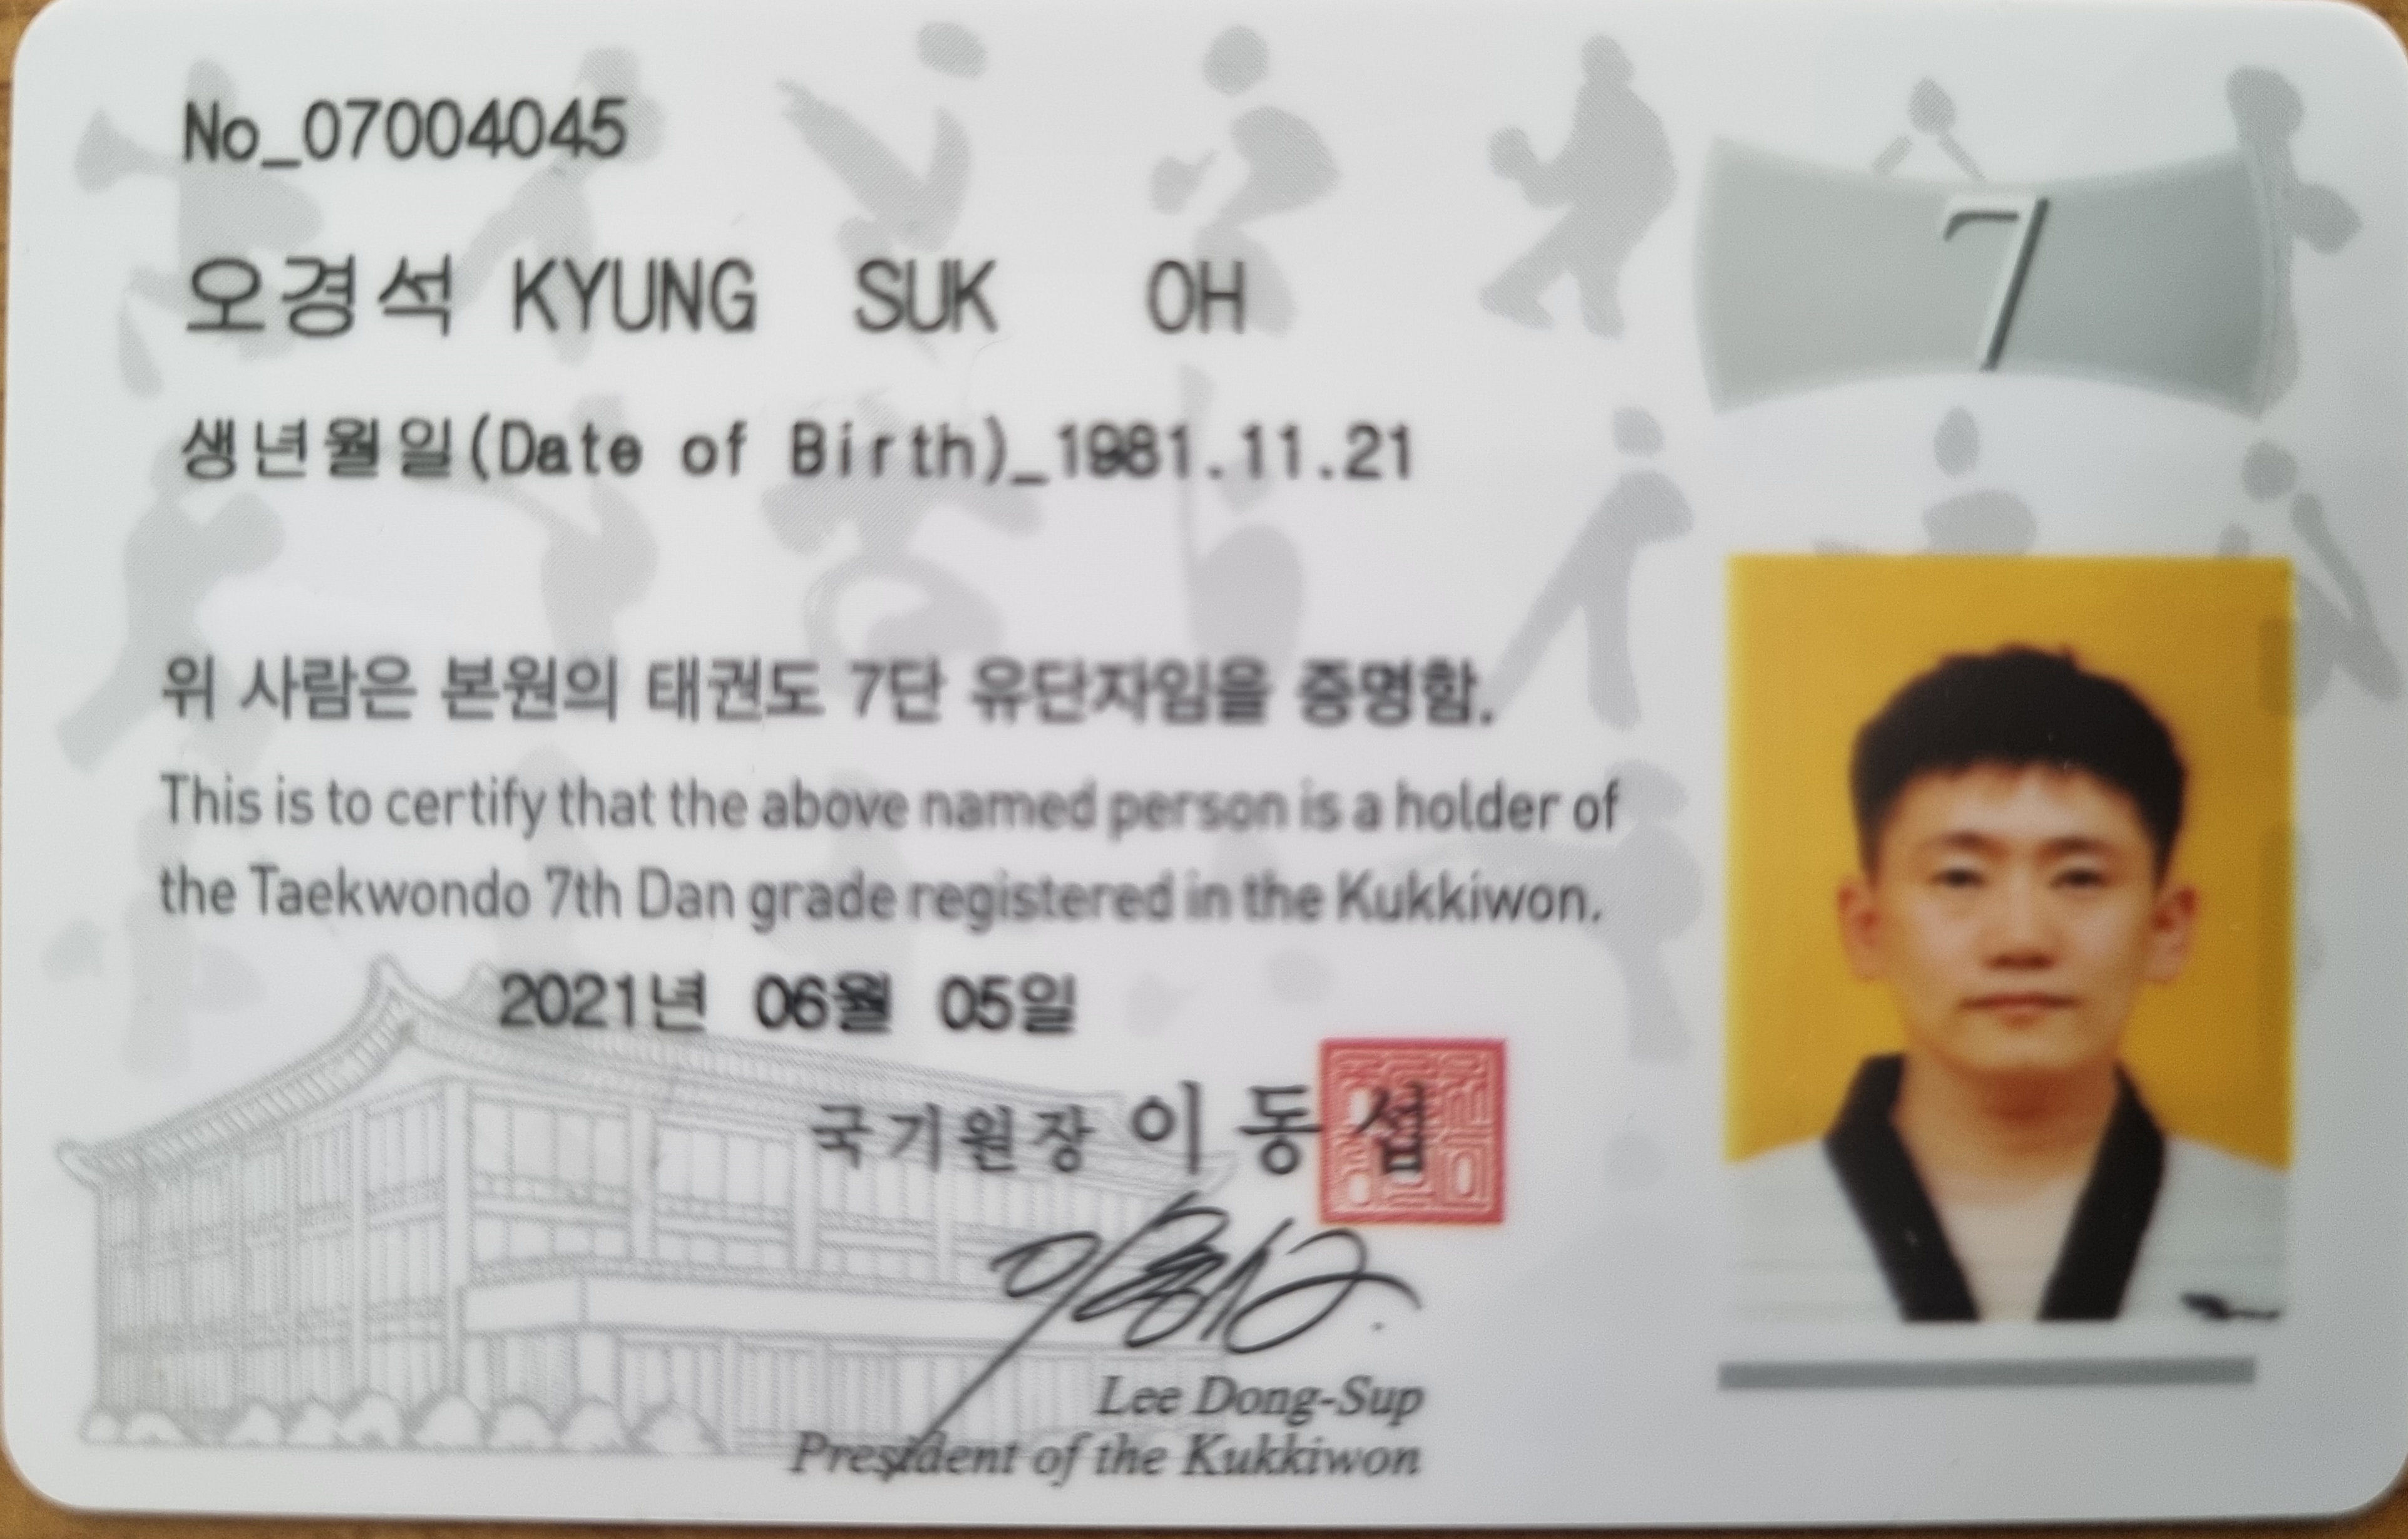 No_07004045
7
오경석 KYUNG SUK OH
생년월일(Date of Birth)_1981.11.21
위 사람은 본원의 태권도 7단 유단자임을 증명함.
This is to certify that the above named person is a holder of
the Taekwondo 7th Dan grade registered in the Kukkiwon.
2021년 06월 05일
국기원장 이동섭
Lee Dong-Sup
President of the Kukkiwon